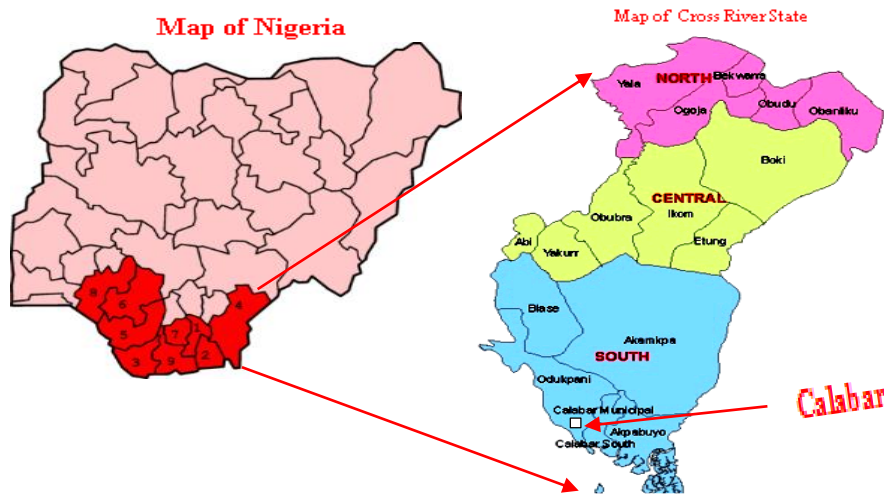 Map of Nigeria
Map of Cross River State
8
6
5
3
7
1
9
2
4
NORTH
Yala
Bekwarra
Ogoja
Obudu
Obanliku
Boki
CENTRAL
Ikom
Obubra
Abi
Yakurr
Etung
Biase
Akamkpa
SOUTH
Odukpani
Calabar Municipal
Akpabuyo
Calabar South
Calabar